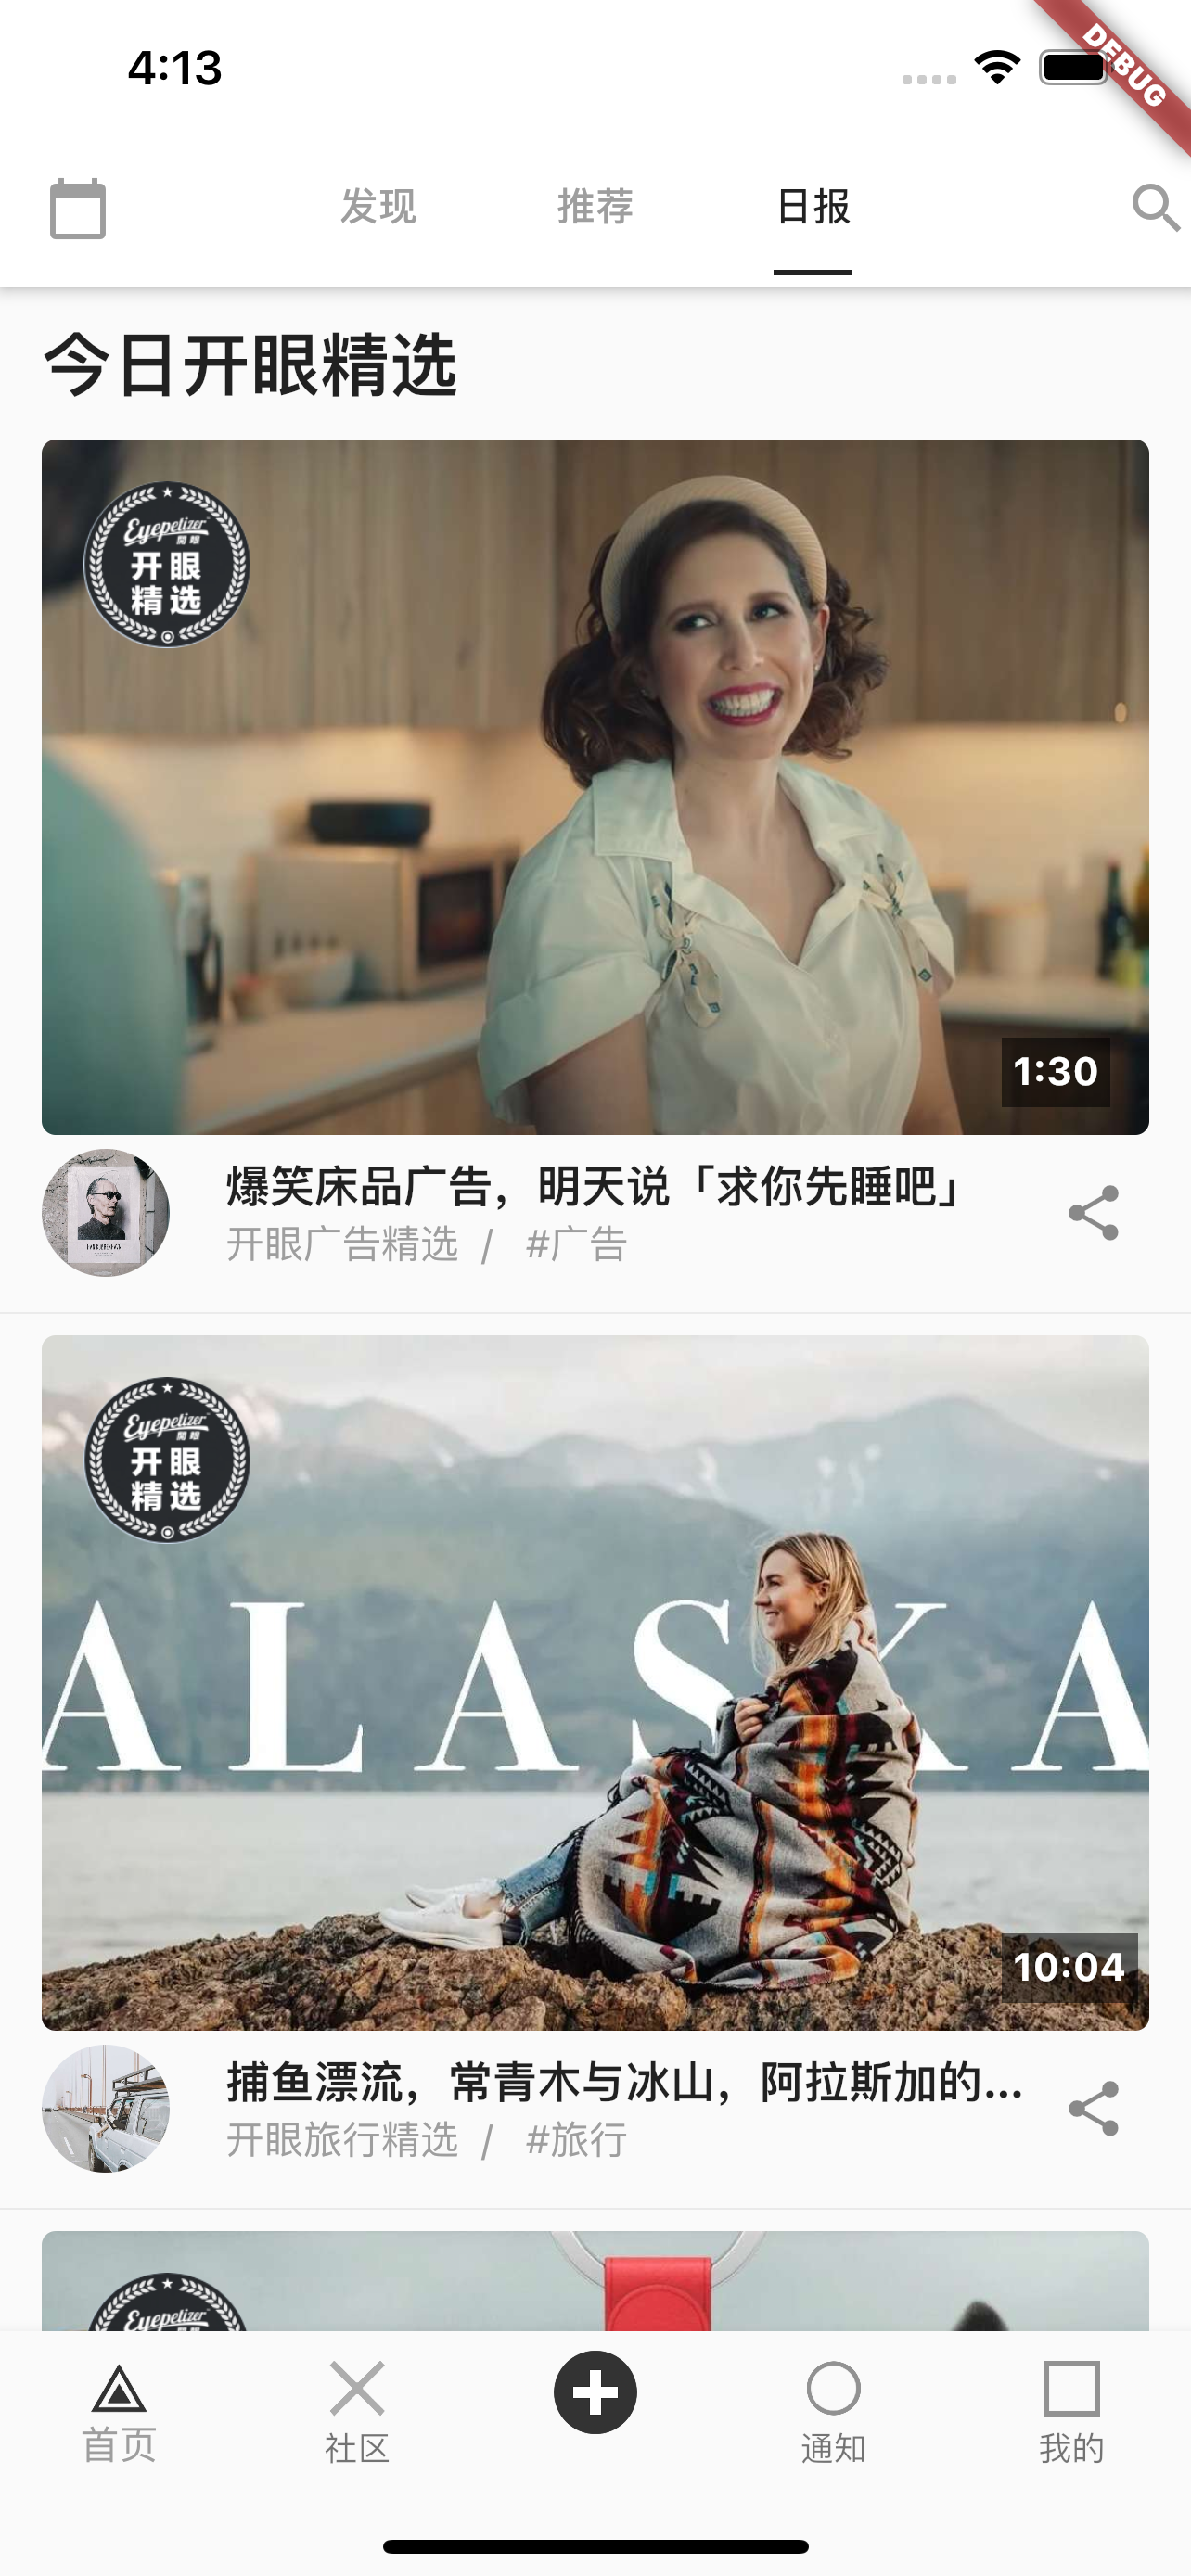 4:13
DEBUG
发现
推荐
日报
今日开眼精选
Eyepetizer
開眼
开眼
精选
1:30
爆笑床品广告，明天说「求你先睡吧」
开眼广告精选 / #广告
Eyepetizer
開眼
开眼
精选
ALASKA
10:04
捕鱼漂流，常青木与冰山，阿拉斯加的...
开眼旅行精选 / #旅行
Eyepetizer
首页
社区
通知
我的